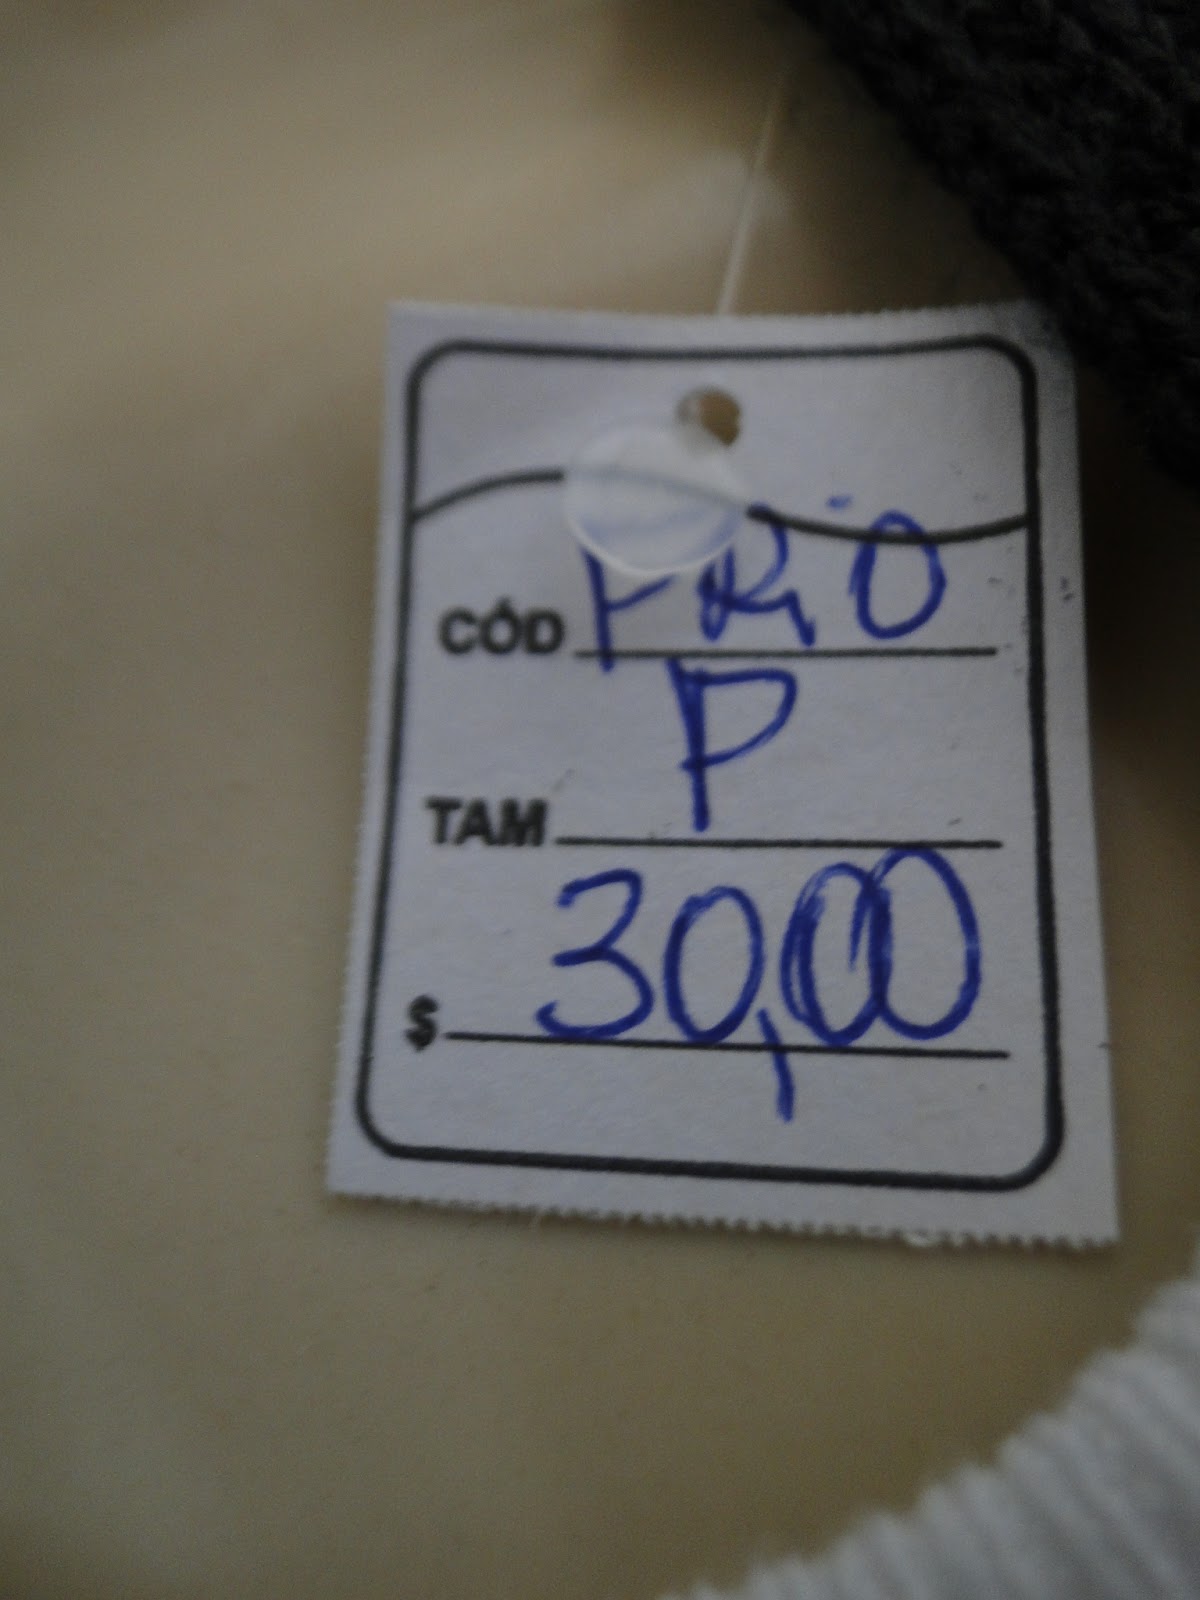 CÓD FRiO
TAM P
$ 30,00